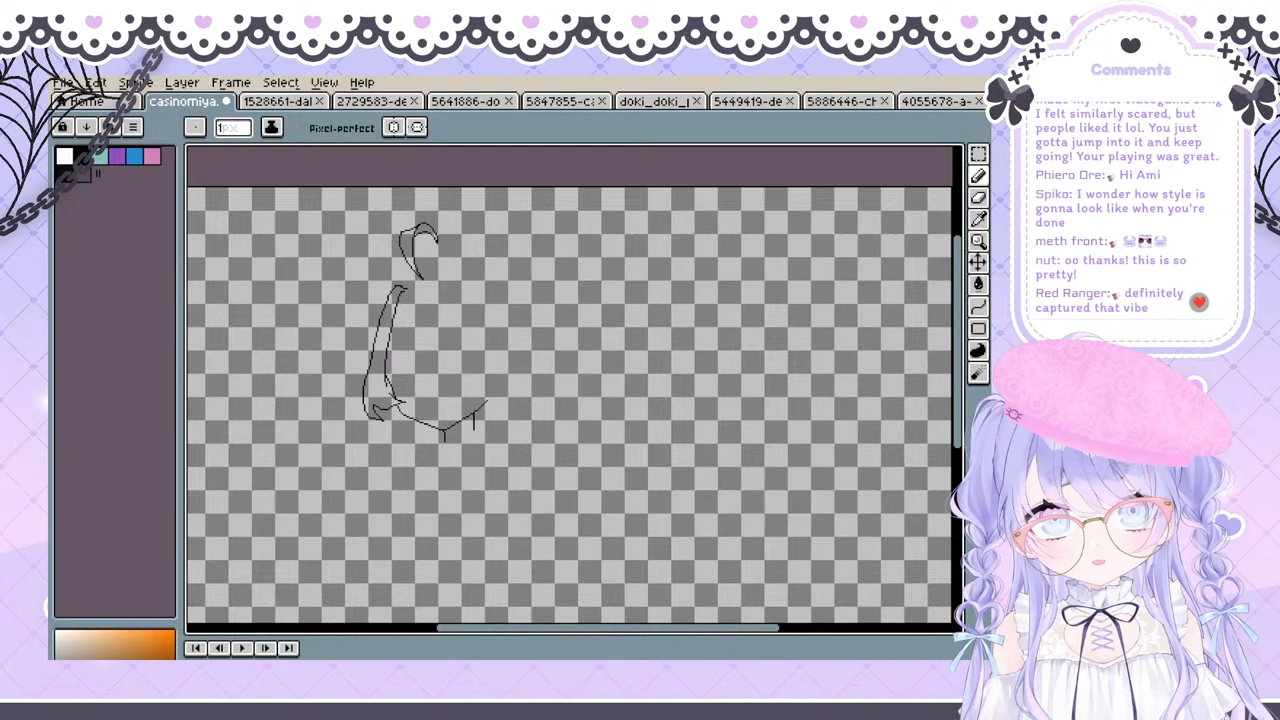 Comments
File Edit Sprite Layer Frame Select View Help
Home casinomiya. 1528661-dal 2729583-de 5641886-do 5847855-c doki_doki_l 5449419-de 5886446-ch 4055678-a-
Pixel-perfect
made my first videogame song
I felt similarly scared, but
people liked it lol. You just
gotta jump into it and keep
going! Your playing was great.
Phiero Ore: Hi Ami
Spiko: I wonder how style is
gonna look like when you're
done
meth front:
nut: oo thanks! this is so
pretty!
Red Ranger: definitely
captured that vibe